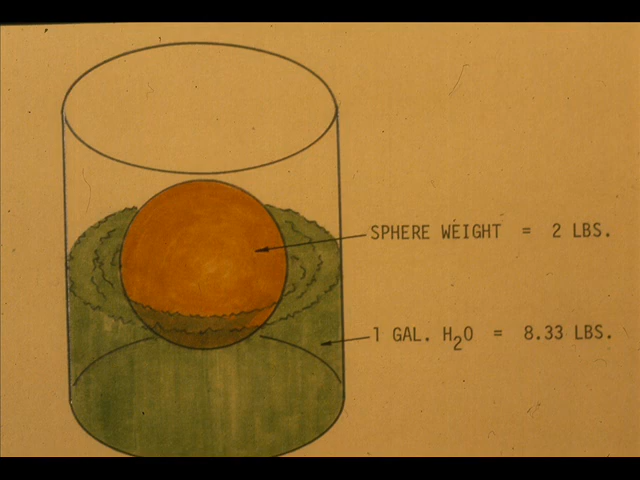 SPHERE WEIGHT = 2 LBS.
1 GAL. H₂O = 8.33 LBS.